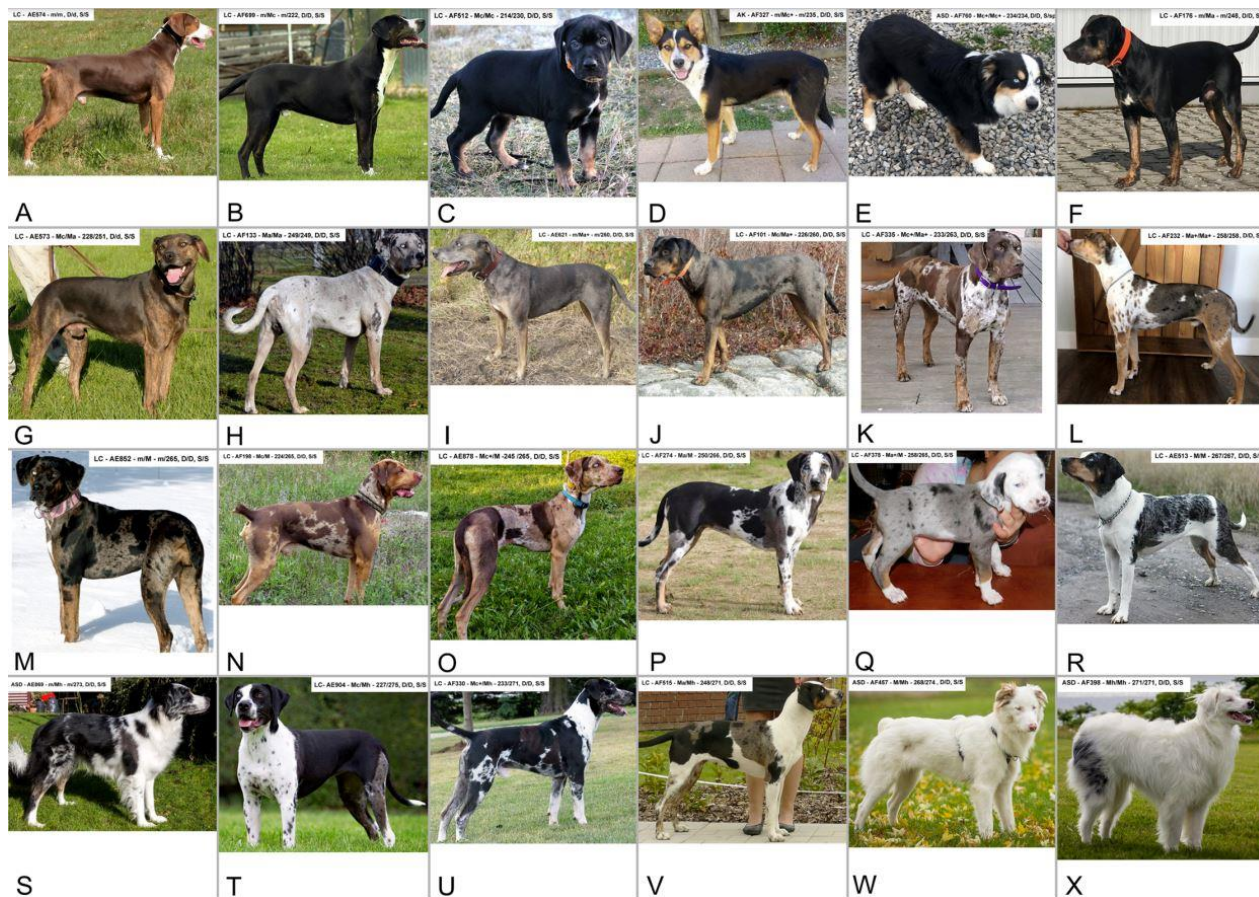 LC - AE974 - m/m, D/d, S/S
LC - AF699 - m/Mc - m/222, D/D, S/S
LC - AF512 - Mc/Mc - 214/230, D/D, S/S
AK - AF327 - m/Mc+ - m/235, D/D, S/S
ASD - AF760 - Mc+/Mc+ - 234/234, D/D, S/sp
LC - AF176 - m/Ma - m/248, D/D,
A
B
C
D
E
F
LC - AE573 - Mc/Ma - 228/251, D/d, S/S
LC - AF133 - Ma/Ma - 249/249, D/D, S/S
LC - AE621 - m/Ma+ - m/260, D/D, S/S
LC - AF101 - Mc/Ma+ - 226/260, D/D, S/S
LC - AF335 - Mc+/Ma+ - 233/263, D/D, S/S
LC - AF232 - Ma+/Ma+ - 258/258, D/D, S
G
H
I
J
K
L
LC - AE852 - m/M - m/265, D/D, S/S
LC - AF198 - Mc/M - 224/265, D/D, S/S
LC - AE878 - Mc+/M -245 /265, D/D, S/S
LC - AF274 - Ma/M - 250/266, D/D, S/S
LC - AF378 - Ma+/M - 258/265, D/D, S/S
LC - AE513 - M/M - 267/267, D/D, S/S
M
N
O
P
Q
R
ASD - AE969 - m/Mh - m/273, D/D, S/S
LC- AE904 - Mc/Mh - 227/275, D/D, S/S
LC - AF330 - Mc+/Mh - 233/271, D/D, S/S
LC - AF515 - Ma/Mh - 248/271, D/D, S/S
ASD - AF457 - M/Mh - 268/274 , D/D, S/S
ASD - AF398 - Mh/Mh - 271/271, D/D, S/S
S
T
U
V
W
X